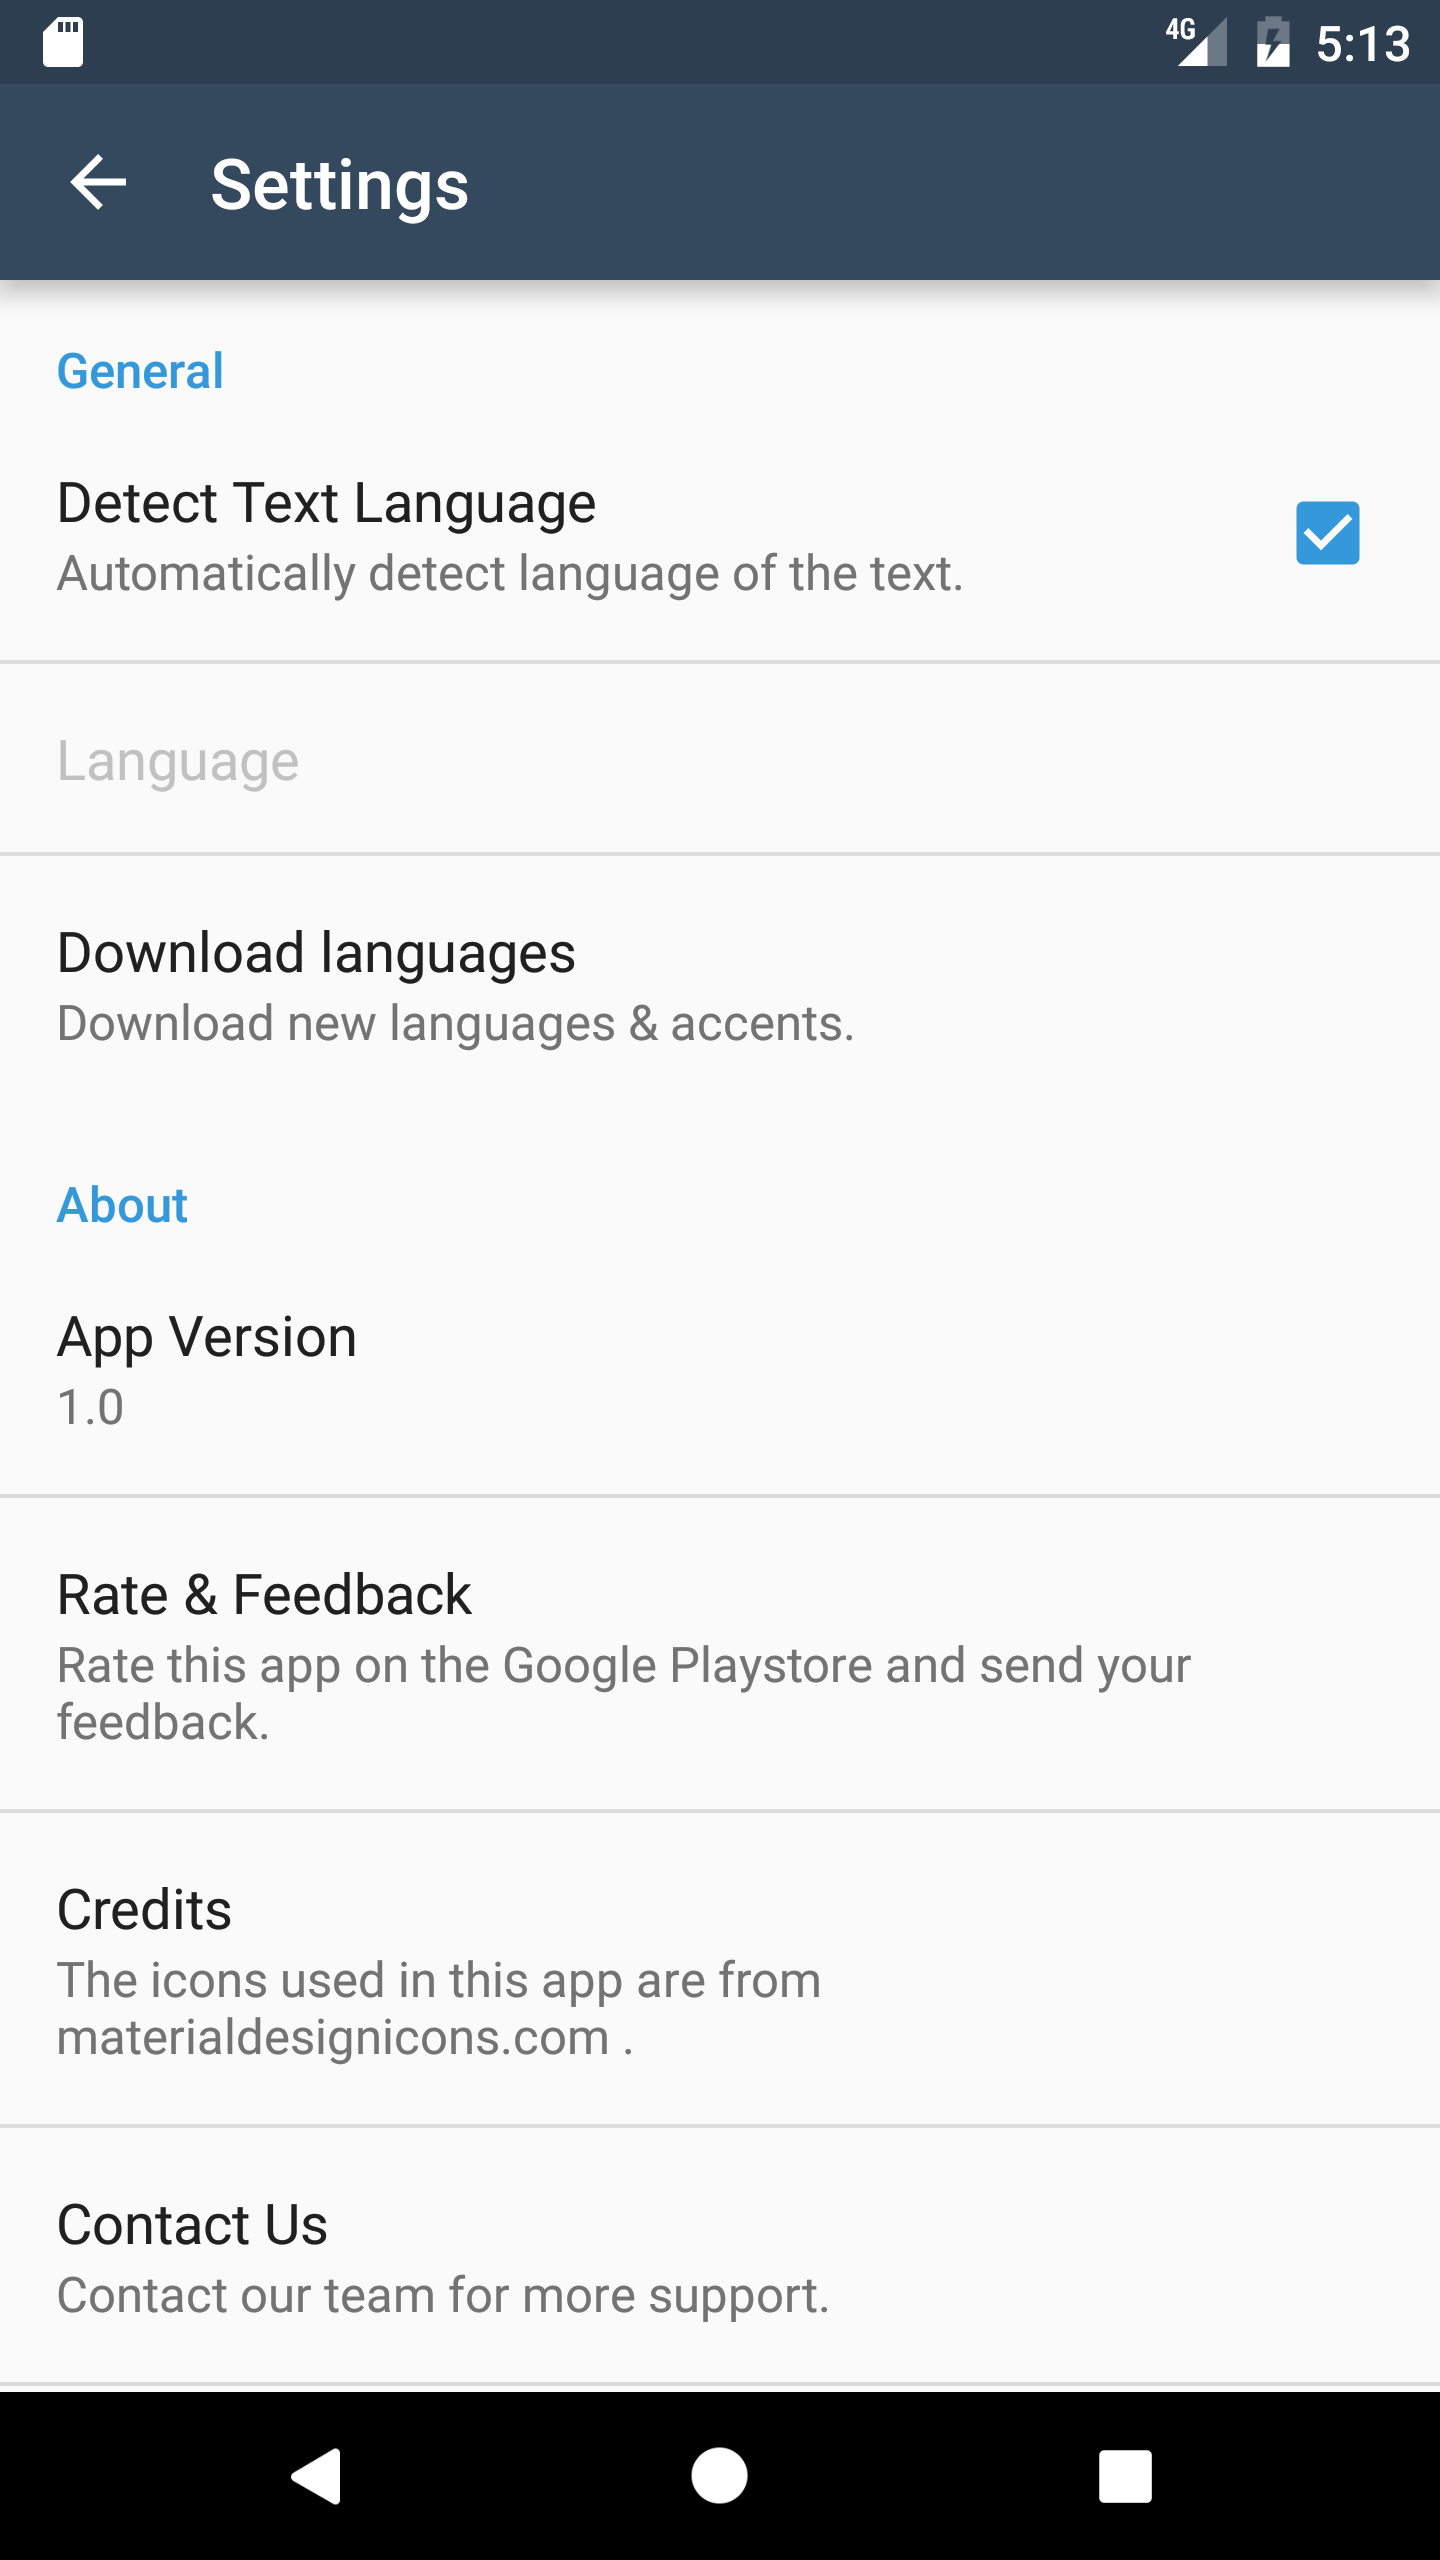 4G 5:13
Settings
General
Detect Text Language
Automatically detect language of the text.
Language
Download languages
Download new languages & accents.
About
App Version
1.0
Rate & Feedback
Rate this app on the Google Playstore and send your
feedback.
Credits
The icons used in this app are from
materialdesignicons.com .
Contact Us
Contact our team for more support.